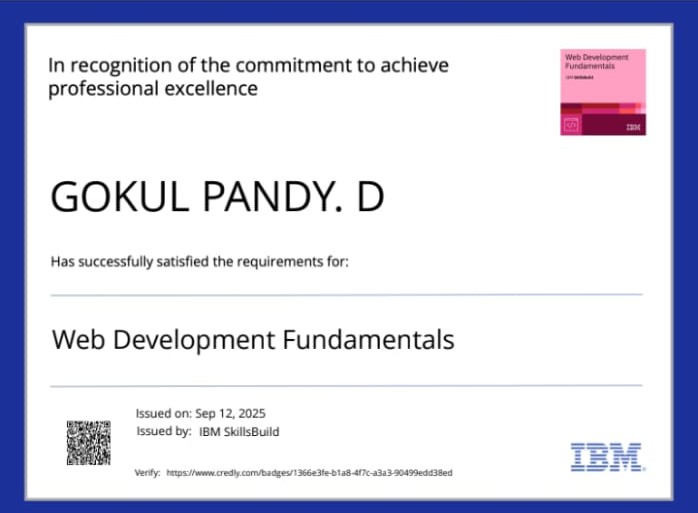 In recognition of the commitment to achieve
professional excellence
Web Development
Fundamentals
IBM SkillsBuild
IBM
GOKUL PANDY. D
Has successfully satisfied the requirements for:
Web Development Fundamentals
Issued on: Sep 12, 2025
Issued by: IBM SkillsBuild
Verify: https://www.credly.com/badges/1366e3fe-b1a8-4f7c-a3a3-90499edd38ed
IBM.